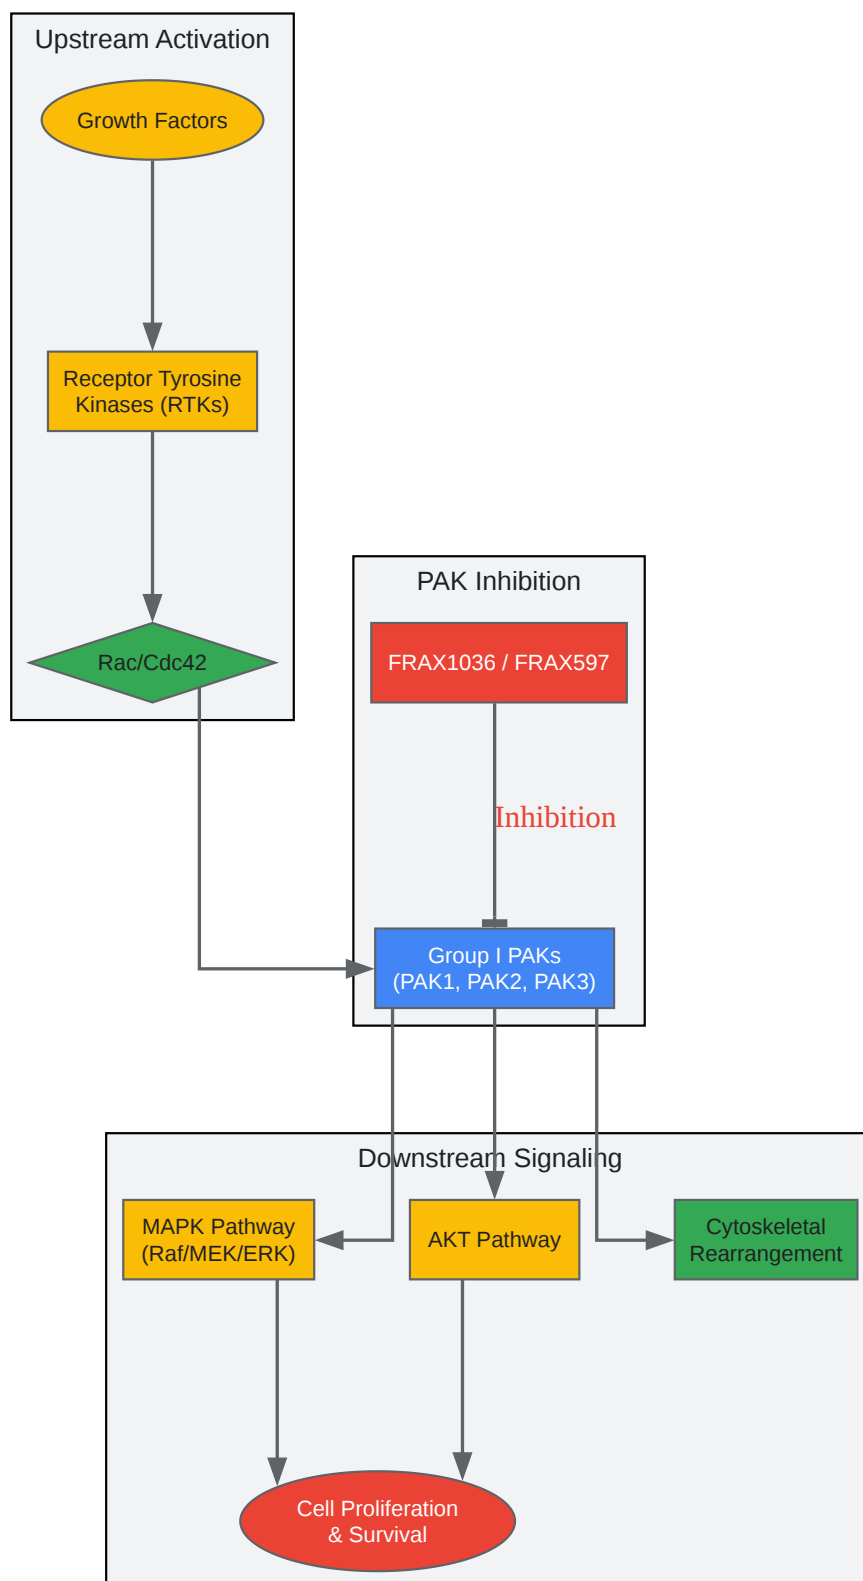 Upstream Activation
Growth Factors
Receptor Tyrosine
Kinases (RTKs)
Rac/Cdc42
PAK Inhibition
FRAX1036 / FRAX597
Inhibition
Group I PAKs
(PAK1, PAK2, PAK3)
Downstream Signaling
MAPK Pathway
(Raf/MEK/ERK)
AKT Pathway
Cytoskeletal
Rearrangement
Cell Proliferation
& Survival